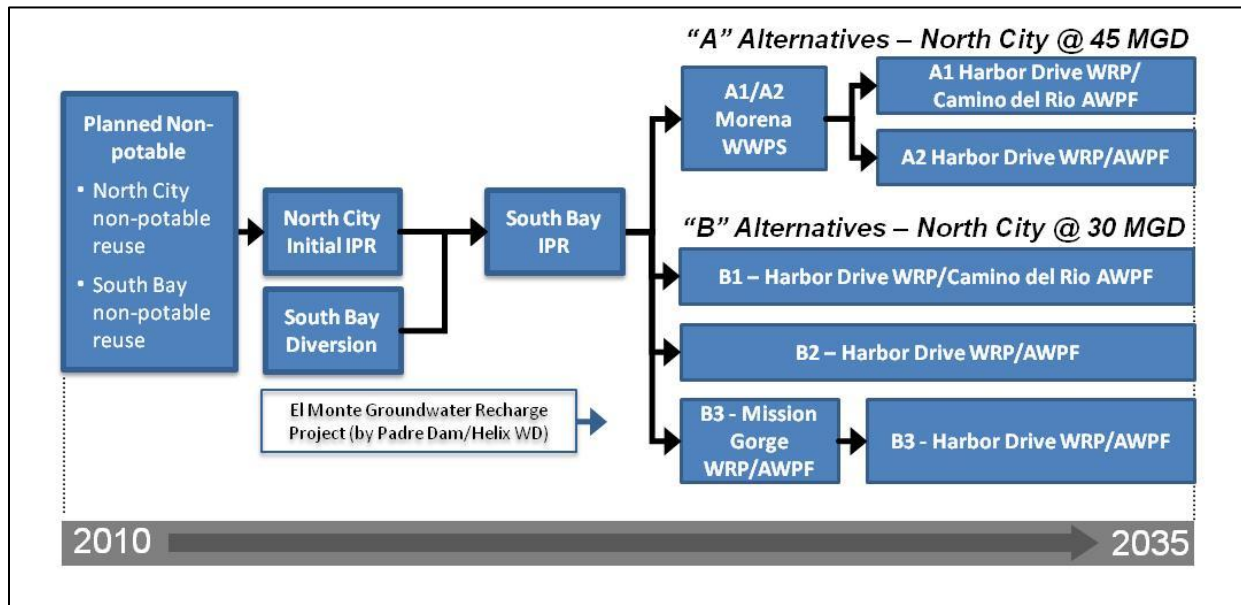 "A" Alternatives – North City @ 45 MGD
Planned Non-
potable
• North City
non-potable
reuse
• South Bay
non-potable
reuse
North City
Initial IPR
South Bay
Diversion
South Bay
IPR
A1/A2
Morena
WWPS
A1 Harbor Drive WRP/
Camino del Rio AWPF
A2 Harbor Drive WRP/AWPF
"B" Alternatives – North City @ 30 MGD
B1 – Harbor Drive WRP/Camino del Rio AWPF
B2 – Harbor Drive WRP/AWPF
B3 - Mission
Gorge
WRP/AWPF
B3 - Harbor Drive WRP/AWPF
El Monte Groundwater Recharge
Project (by Padre Dam/Helix WD)
2010
2035